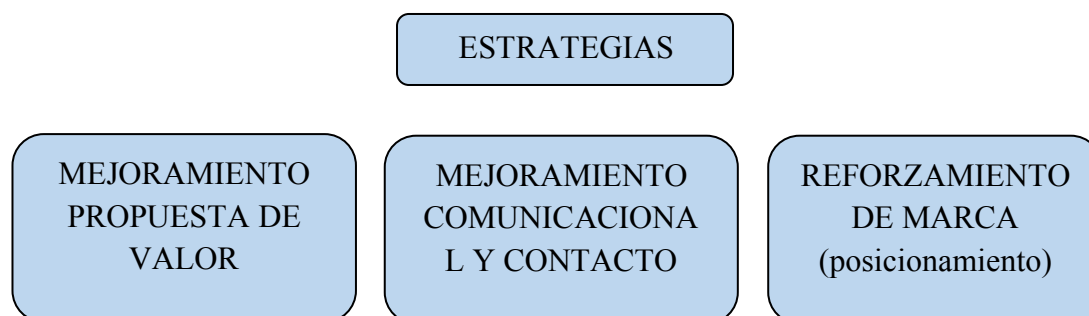 ESTRATEGIAS
MEJORAMIENTO
PROPUESTA DE
VALOR
MEJORAMIENTO
COMUNICACIONA
L Y CONTACTO
REFORZAMIENTO
DE MARCA
(posicionamiento)